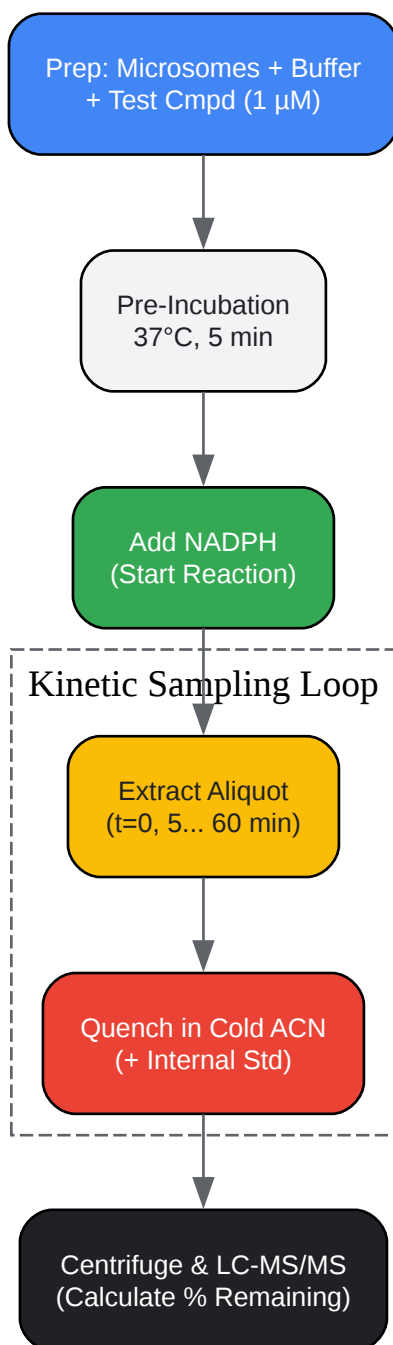 Prep: Microsomes + Buffer
+ Test Cmpd (1 µM)
Pre-Incubation
37°C, 5 min
Add NADPH
(Start Reaction)
Kinetic Sampling Loop
Extract Aliquot
(t=0, 5... 60 min)
Quench in Cold ACN
(+ Internal Std)
Centrifuge & LC-MS/MS
(Calculate % Remaining)